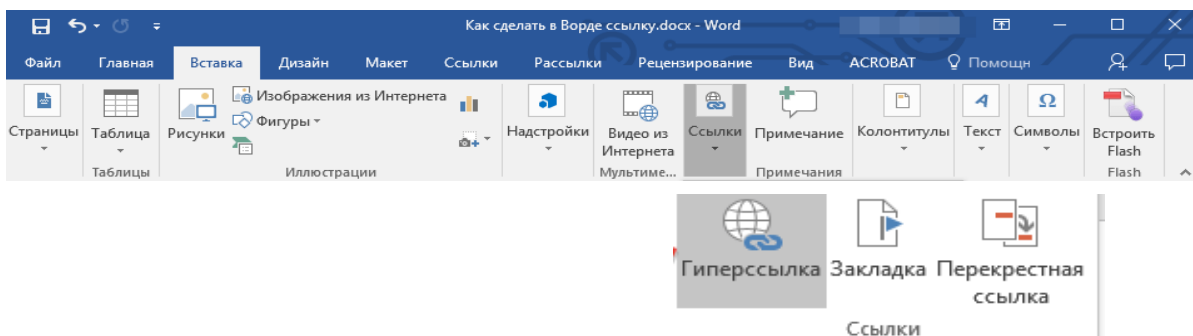 Как сделать в Ворде ссылку.docx - Word
Файл Главная Вставка Дизайн Макет Ссылки Рассылки Рецензирование Вид ACROBAT Помощн
Страницы Таблица Рисунки Изображения из Интернета Фигуры Надстройки Видео из Интернета Ссылки Примечание Колонтитулы Текст Символы Встроить Flash
Таблицы Иллюстрации Мультиме... Примечания Flash
Гиперссылка Закладка Перекрестная ссылка
Ссылки